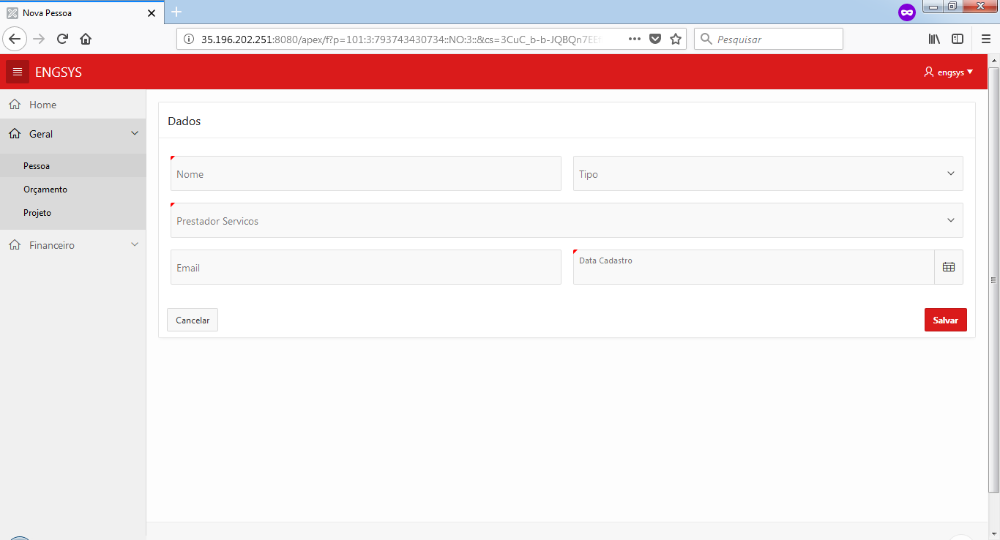 Nova Pessoa
35.196.202.251:8080/apex/f?p=101:3:793743430734::NO:3::&cs=3CuC_b-b-JQBQn7EE
Pesquisar
ENGSYS
engsys
Home
Geral
Pessoa
Orçamento
Projeto
Financeiro
Dados
Nome
Tipo
Prestador Servicos
Email
Data Cadastro
Cancelar
Salvar